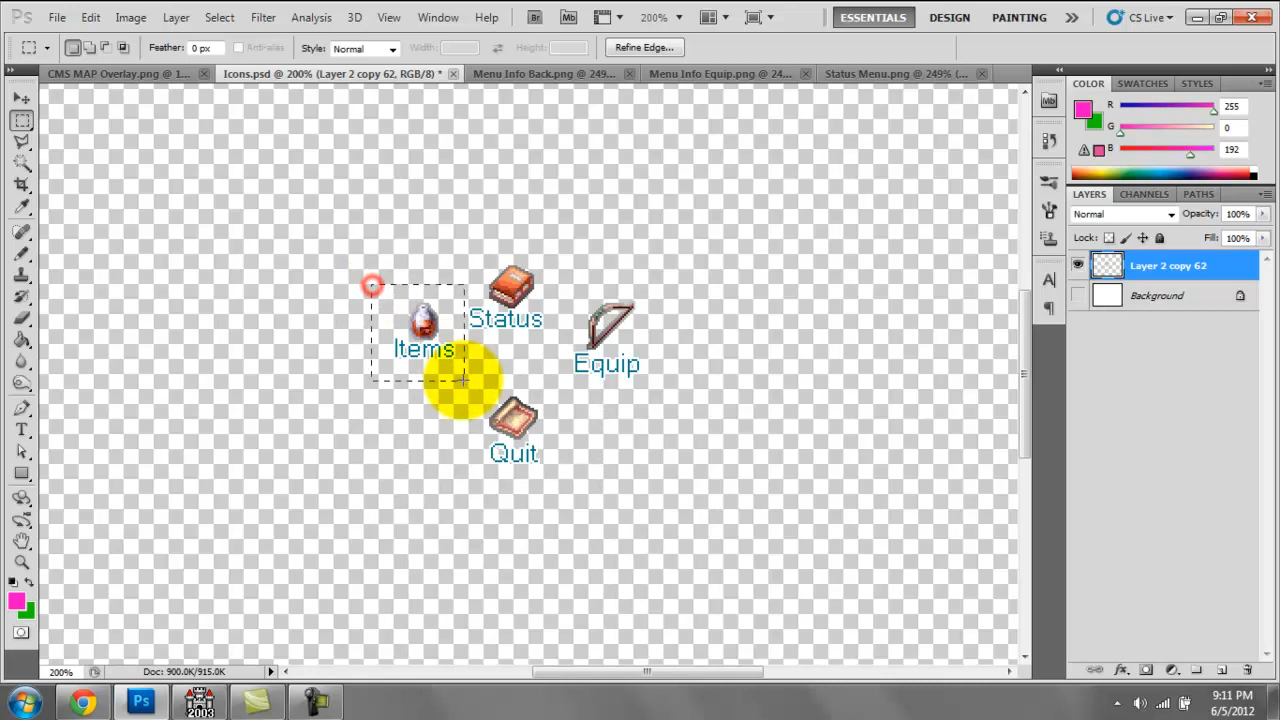 Ps File Edit Image Layer Select Filter Analysis 3D View Window Help Br Mb 200% ESSENTIALS DESIGN PAINTING CS Live
Feather: 0 px Anti-alias Style: Normal Width: Height: Refine Edge...
CMS MAP Overlay.png @ 1... Icons.psd @ 200% (Layer 2 copy 62, RGB/8) * Menu Info Back.png @ 249... Menu Info Equip.png @ 24... Status Menu.png @ 249% (...
COLOR SWATCHES STYLES
Mb
R 255
G 0
B 192
LAYERS CHANNELS PATHS
Normal Opacity: 100%
Lock: Fill: 100%
Layer 2 copy 62
Background
Status
Items
Equip
Quit
200% Doc: 900.0K/915.0K
Ps 2003
9:11 PM
6/5/2012